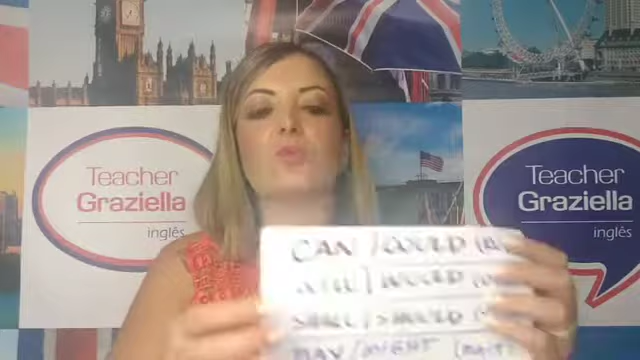 Teacher
Graziella
inglês
Teacher
Graziella
inglês
CAN / COULD
WILL / WOULD
SHALL / SHOULD
MAY / MIGHT